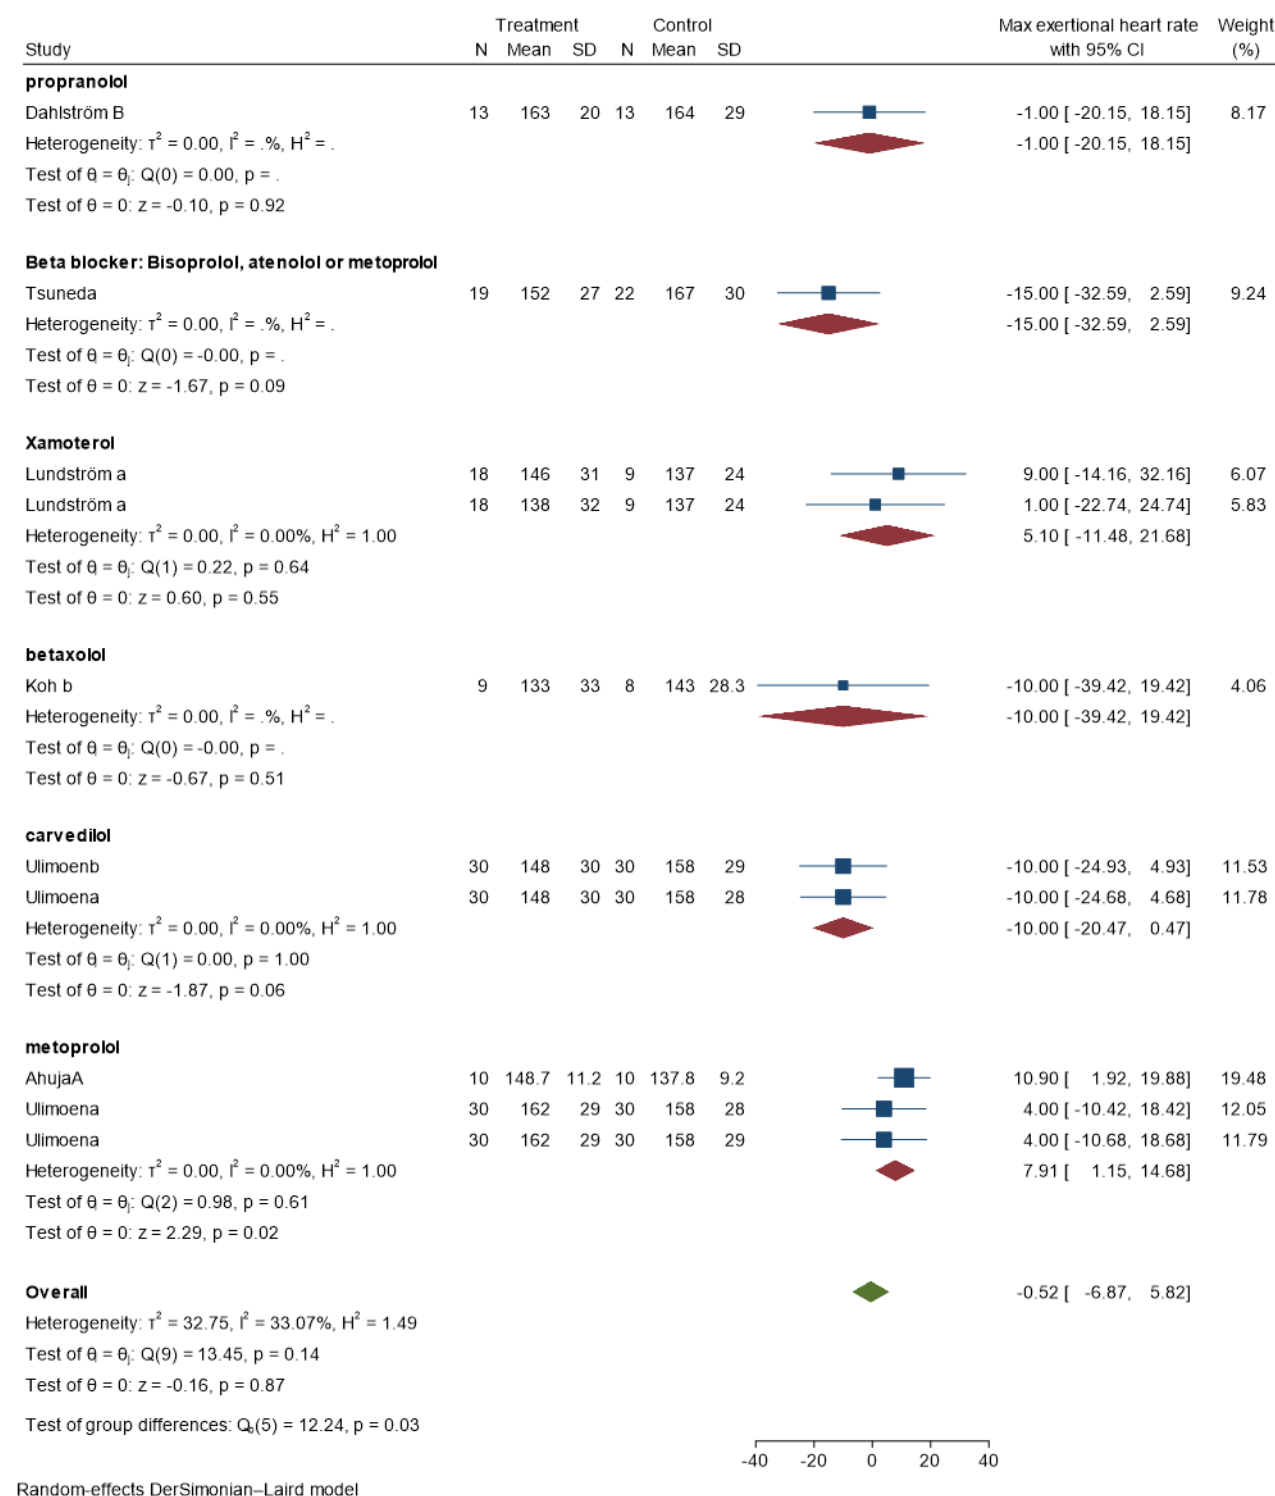 Treatment Control Max exertional heart rate Weight
Study N Mean SD N Mean SD with 95% CI (%)
propranolol
Dahlström B 13 163 20 13 164 29 -1.00 [ -20.15, 18.15] 8.17
Heterogeneity: τ² = 0.00, I² = .%, H² = . -1.00 [ -20.15, 18.15]
Test of θᵢ = θⱼ: Q(0) = 0.00, p = .
Test of θ = 0: z = -0.10, p = 0.92
Beta blocker: Bisoprolol, atenolol or metoprolol
Tsuneda 19 152 27 22 167 30 -15.00 [ -32.59, 2.59] 9.24
Heterogeneity: τ² = 0.00, I² = .%, H² = . -15.00 [ -32.59, 2.59]
Test of θᵢ = θⱼ: Q(0) = -0.00, p = .
Test of θ = 0: z = -1.67, p = 0.09
Xamoterol
Lundström a 18 146 31 9 137 24 9.00 [ -14.16, 32.16] 6.07
Lundström a 18 138 32 9 137 24 1.00 [ -22.74, 24.74] 5.83
Heterogeneity: τ² = 0.00, I² = 0.00%, H² = 1.00 5.10 [ -11.48, 21.68]
Test of θᵢ = θⱼ: Q(1) = 0.22, p = 0.64
Test of θ = 0: z = 0.60, p = 0.55
betaxolol
Koh b 9 133 33 8 143 28.3 -10.00 [ -39.42, 19.42] 4.06
Heterogeneity: τ² = 0.00, I² = .%, H² = . -10.00 [ -39.42, 19.42]
Test of θᵢ = θⱼ: Q(0) = -0.00, p = .
Test of θ = 0: z = -0.67, p = 0.51
carvedilol
Ulimoenb 30 148 30 30 158 29 -10.00 [ -24.93, 4.93] 11.53
Ulimoena 30 148 30 30 158 28 -10.00 [ -24.68, 4.68] 11.78
Heterogeneity: τ² = 0.00, I² = 0.00%, H² = 1.00 -10.00 [ -20.47, 0.47]
Test of θᵢ = θⱼ: Q(1) = 0.00, p = 1.00
Test of θ = 0: z = -1.87, p = 0.06
metoprolol
AhujaA 10 148.7 11.2 10 137.8 9.2 10.90 [ 1.92, 19.88] 19.48
Ulimoena 30 162 29 30 158 28 4.00 [ -10.42, 18.42] 12.05
Ulimoena 30 162 29 30 158 29 4.00 [ -10.68, 18.68] 11.79
Heterogeneity: τ² = 0.00, I² = 0.00%, H² = 1.00 7.91 [ 1.15, 14.68]
Test of θᵢ = θⱼ: Q(2) = 0.98, p = 0.61
Test of θ = 0: z = 2.29, p = 0.02
Overall -0.52 [ -6.87, 5.82]
Heterogeneity: τ² = 32.75, I² = 33.07%, H² = 1.49
Test of θᵢ = θⱼ: Q(9) = 13.45, p = 0.14
Test of θ = 0: z = -0.16, p = 0.87
Test of group differences: Q_b(5) = 12.24, p = 0.03
-40 -20 0 20 40
Random-effects DerSimonian–Laird model